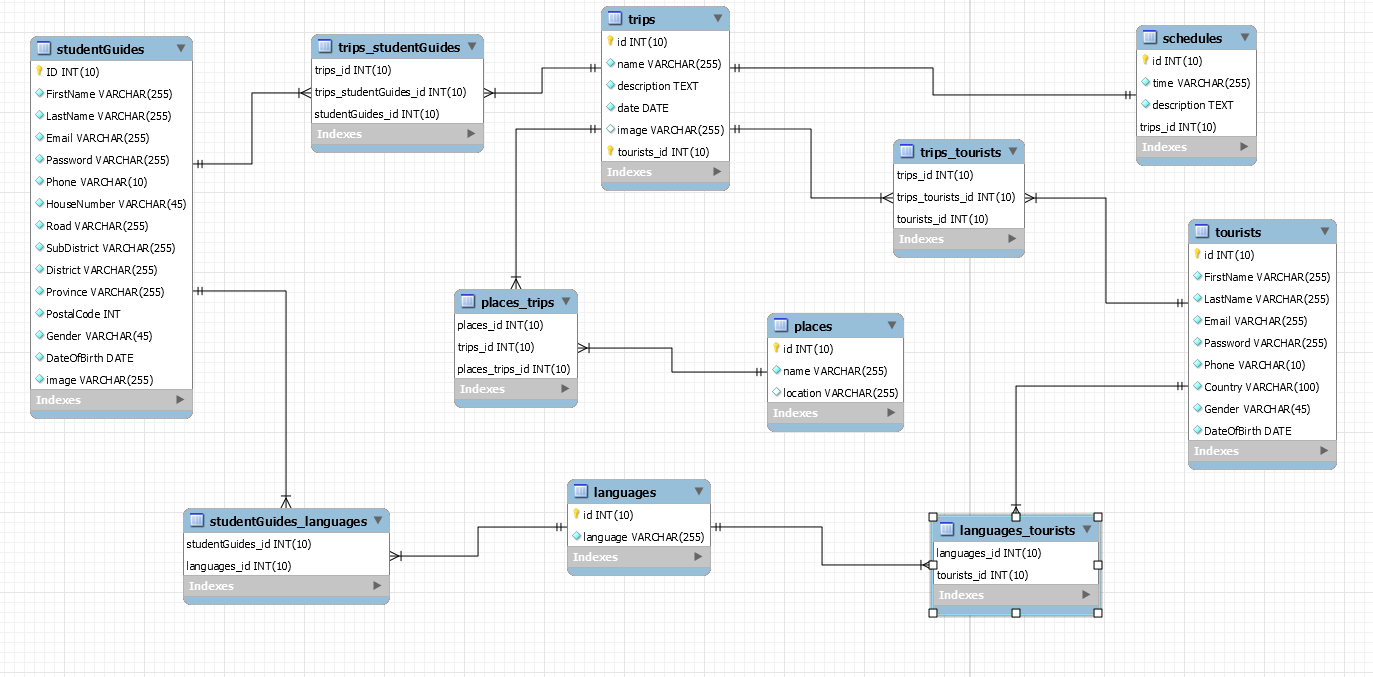 studentGuides
ID INT(10)
FirstName VARCHAR(255)
LastName VARCHAR(255)
Email VARCHAR(255)
Password VARCHAR(255)
Phone VARCHAR(10)
HouseNumber VARCHAR(45)
Road VARCHAR(255)
SubDistrict VARCHAR(255)
District VARCHAR(255)
Province VARCHAR(255)
PostalCode INT
Gender VARCHAR(45)
DateOfBirth DATE
image VARCHAR(255)
Indexes
trips_studentGuides
trips_id INT(10)
trips_studentGuides_id INT(10)
studentGuides_id INT(10)
Indexes
trips
id INT(10)
name VARCHAR(255)
description TEXT
date DATE
image VARCHAR(255)
tourists_id INT(10)
Indexes
schedules
id INT(10)
time VARCHAR(255)
description TEXT
trips_id INT(10)
Indexes
trips_tourists
trips_id INT(10)
trips_tourists_id INT(10)
tourists_id INT(10)
Indexes
tourists
id INT(10)
FirstName VARCHAR(255)
LastName VARCHAR(255)
Email VARCHAR(255)
Password VARCHAR(255)
Phone VARCHAR(10)
Country VARCHAR(100)
Gender VARCHAR(45)
DateOfBirth DATE
Indexes
places_trips
places_id INT(10)
trips_id INT(10)
places_trips_id INT(10)
Indexes
places
id INT(10)
name VARCHAR(255)
location VARCHAR(255)
Indexes
studentGuides_languages
studentGuides_id INT(10)
languages_id INT(10)
Indexes
languages
id INT(10)
language VARCHAR(255)
Indexes
languages_tourists
languages_id INT(10)
tourists_id INT(10)
Indexes